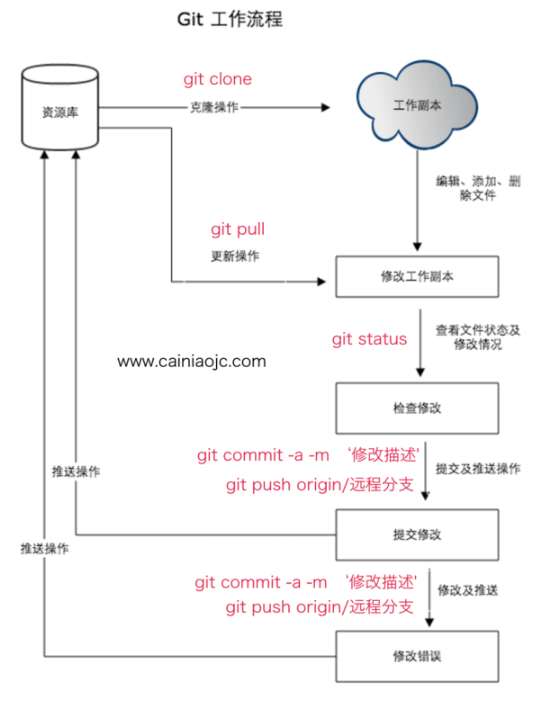 Git 工作流程
git clone
资源库
克隆操作
工作副本
编辑、添加、删
除文件
git pull
更新操作
修改工作副本
git status
查看文件状态及
修改情况
www.cainiaojc.com
检查修改
git commit -a -m ‘修改描述'
git push origin/远程分支
提交及推送操作
推送操作
提交修改
推送操作
git commit -a -m ‘修改描述'
git push origin/远程分支
修改及推送
修改错误